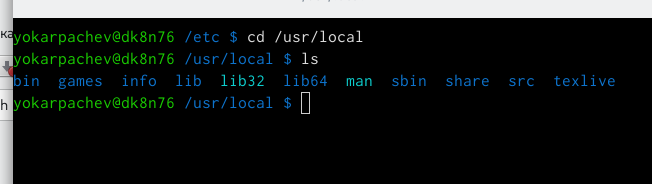 yokarpachev@dk8n76 /etc $ cd /usr/local
yokarpachev@dk8n76 /usr/local $ ls
bin games info lib lib32 lib64 man sbin share src texlive
yokarpachev@dk8n76 /usr/local $